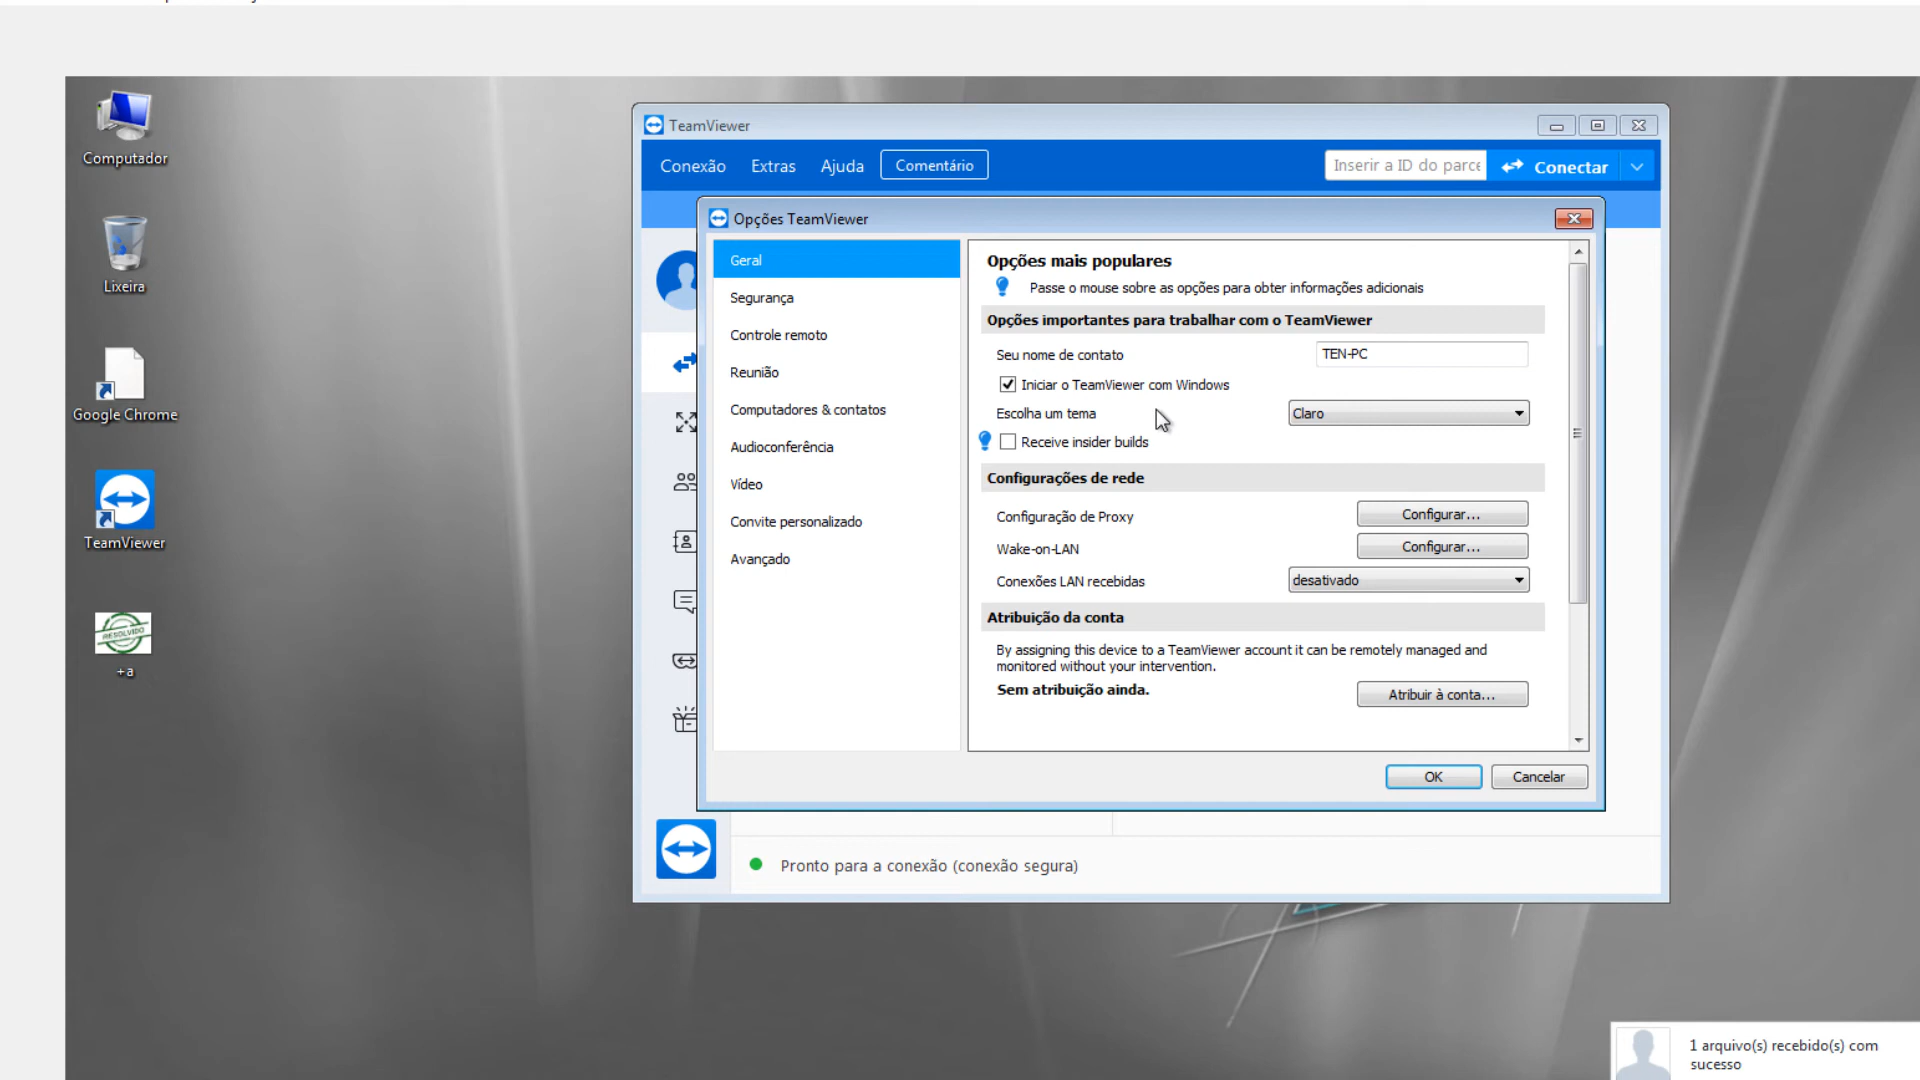 Computador
Lixeira
Google Chrome
TeamViewer
RESOLVIDO
+a
TeamViewer
Conexão Extras Ajuda Comentário
Inserir a ID do parce Conectar
Opções TeamViewer
Geral
Segurança
Controle remoto
Reunião
Computadores & contatos
Audioconferência
Vídeo
Convite personalizado
Avançado
Opções mais populares
Passe o mouse sobre as opções para obter informações adicionais
Opções importantes para trabalhar com o TeamViewer
Seu nome de contato TEN-PC
Iniciar o TeamViewer com Windows
Escolha um tema Claro
Receive insider builds
Configurações de rede
Configuração de Proxy Configurar...
Wake-on-LAN Configurar...
Conexões LAN recebidas desativado
Atribuição da conta
By assigning this device to a TeamViewer account it can be remotely managed and
monitored without your intervention.
Sem atribuição ainda. Atribuir à conta...
OK Cancelar
Pronto para a conexão (conexão segura)
1 arquivo(s) recebido(s) com
sucesso